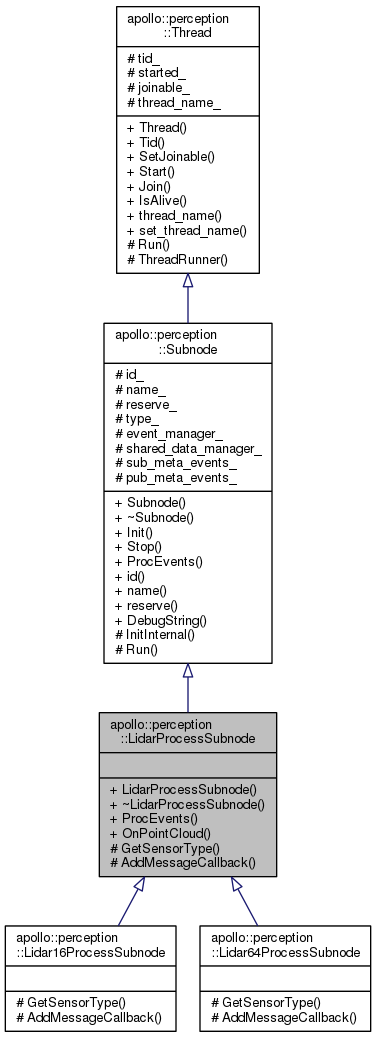 apollo::perception
::Thread
# tid_
# started_
# joinable_
# thread_name_
+ Thread()
+ Tid()
+ SetJoinable()
+ Start()
+ Join()
+ IsAlive()
+ thread_name()
+ set_thread_name()
# Run()
# ThreadRunner()
apollo::perception
::Subnode
# id_
# name_
# reserve_
# type_
# event_manager_
# shared_data_manager_
# sub_meta_events_
# pub_meta_events_
+ Subnode()
+ ~Subnode()
+ Init()
+ Stop()
+ ProcEvents()
+ id()
+ name()
+ reserve()
+ DebugString()
# InitInternal()
# Run()
apollo::perception
::LidarProcessSubnode
+ LidarProcessSubnode()
+ ~LidarProcessSubnode()
+ ProcEvents()
+ OnPointCloud()
# GetSensorType()
# AddMessageCallback()
apollo::perception
::Lidar16ProcessSubnode
# GetSensorType()
# AddMessageCallback()
apollo::perception
::Lidar64ProcessSubnode
# GetSensorType()
# AddMessageCallback()